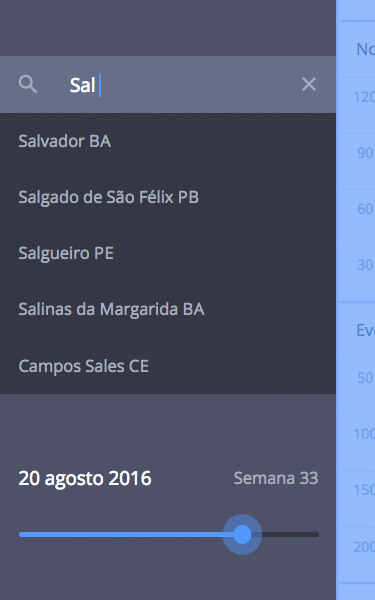 Sal
Salvador BA
Salgado de São Félix PB
Salgueiro PE
Salinas da Margarida BA
Campos Sales CE
20 agosto 2016 Semana 33
No
120
90
60
30
Eve
50
100
150
200